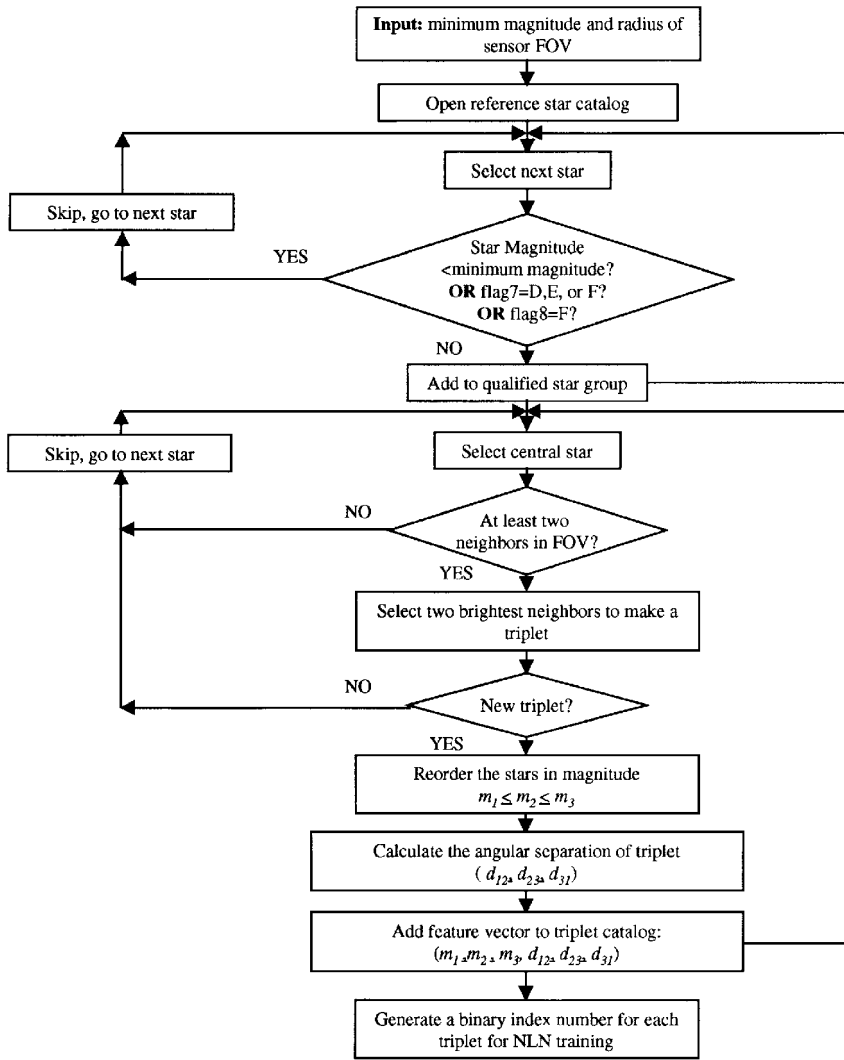 Input: minimum magnitude and radius of
sensor FOV
Open reference star catalog
Select next star
Skip, go to next star
YES
Star Magnitude
<minimum magnitude?
OR flag7=D,E, or F?
OR flag8=F?
NO
Add to qualified star group
Skip, go to next star
Select central star
NO
At least two
neighbors in FOV?
YES
Select two brightest neighbors to make a
triplet
NO
New triplet?
YES
Reorder the stars in magnitude
m1 ≤ m2 ≤ m3
Calculate the angular separation of triplet
( d12, d23, d31)
Add feature vector to triplet catalog:
(m1, m2, m3, d12, d23, d31)
Generate a binary index number for each
triplet for NLN training